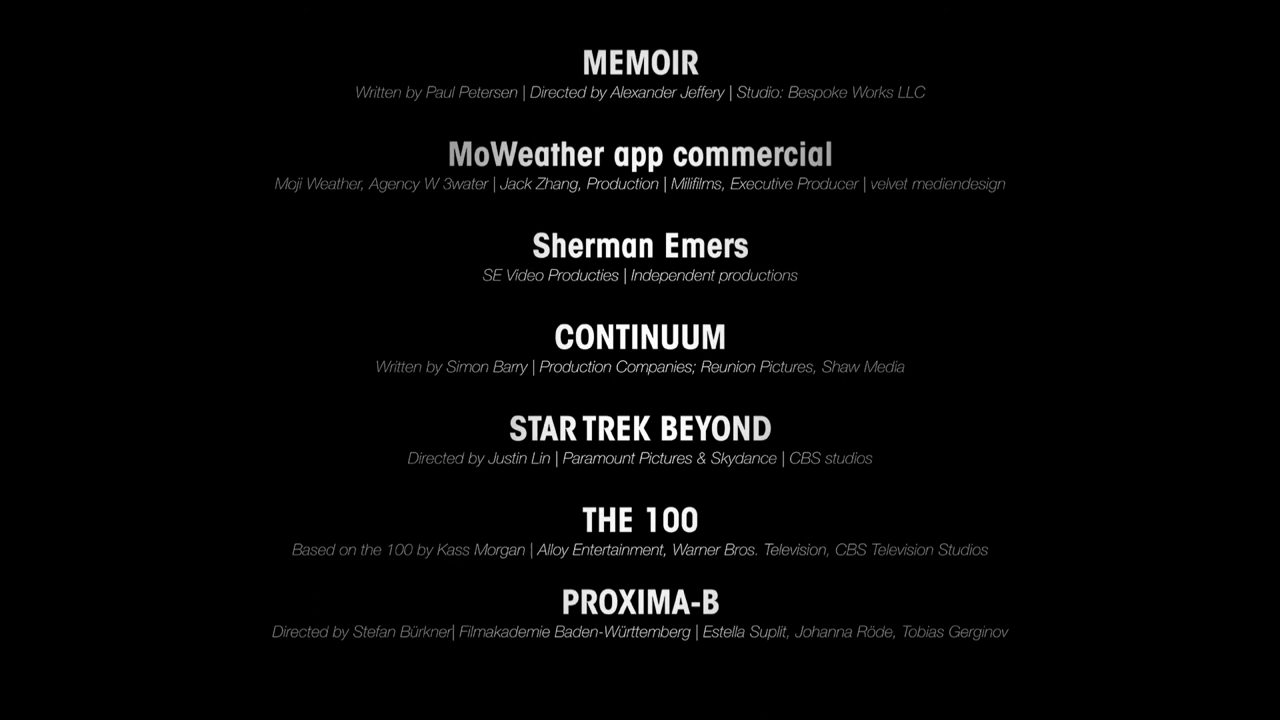 MEMOIR
Written by Paul Petersen | Directed by Alexander Jeffery | Studio: Bespoke Works LLC
MoWeather app commercial
Moji Weather, Agency W 3water | Jack Zhang, Production | Milifilms, Executive Producer | velvet mediendesign
Sherman Emers
SE Video Producties | Independent productions
CONTINUUM
Written by Simon Barry | Production Companies; Reunion Pictures, Shaw Media
STAR TREK BEYOND
Directed by Justin Lin | Paramount Pictures & Skydance | CBS studios
THE 100
Based on the 100 by Kass Morgan | Alloy Entertainment, Warner Bros. Television, CBS Television Studios
PROXIMA-B
Directed by Stefan Bürkner| Filmakademie Baden-Württemberg | Estella Suplit, Johanna Röde, Tobias Gerginov